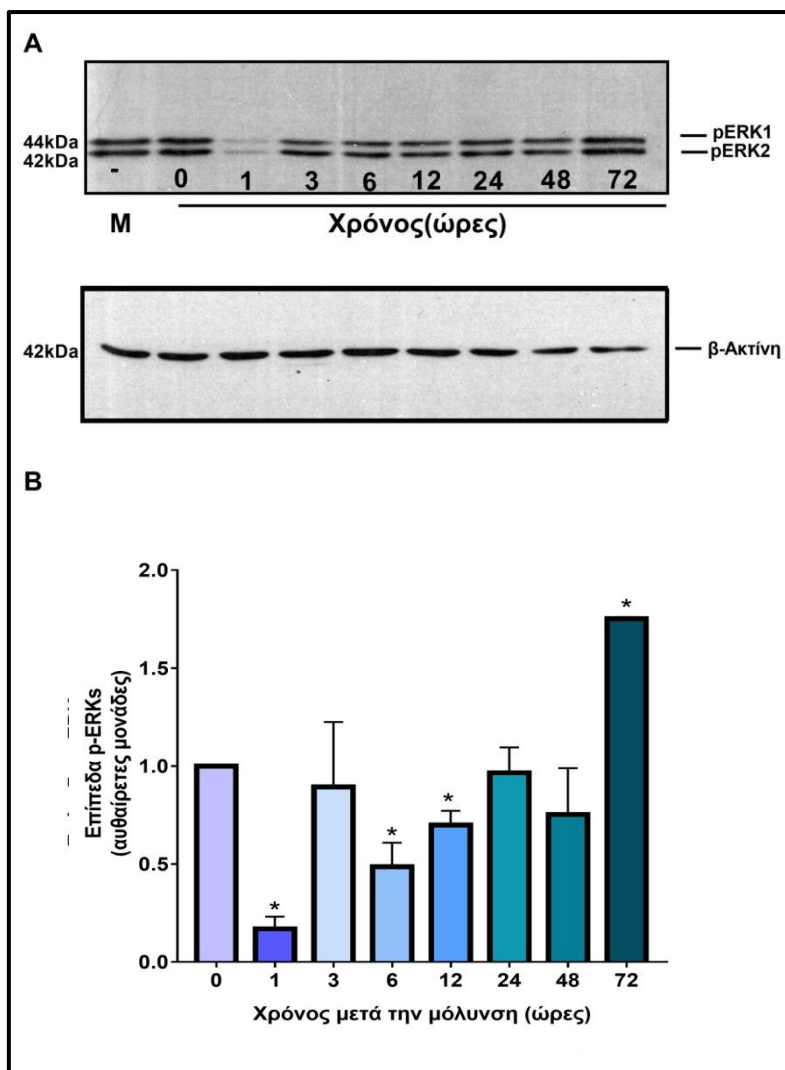 A
44kDa
42kDa
pERK1
pERK2
- 0 1 3 6 12 24 48 72
M
Χρόνος(ώρες)
42kDa
β-Ακτίνη
B
Επίπεδα p-ERKs
(αυθαίρετες μονάδες)
2.0
1.5
1.0
0.5
0.0
*
*
*
*
0 1 3 6 12 24 48 72
Χρόνος μετά την μόλυνση (ώρες)